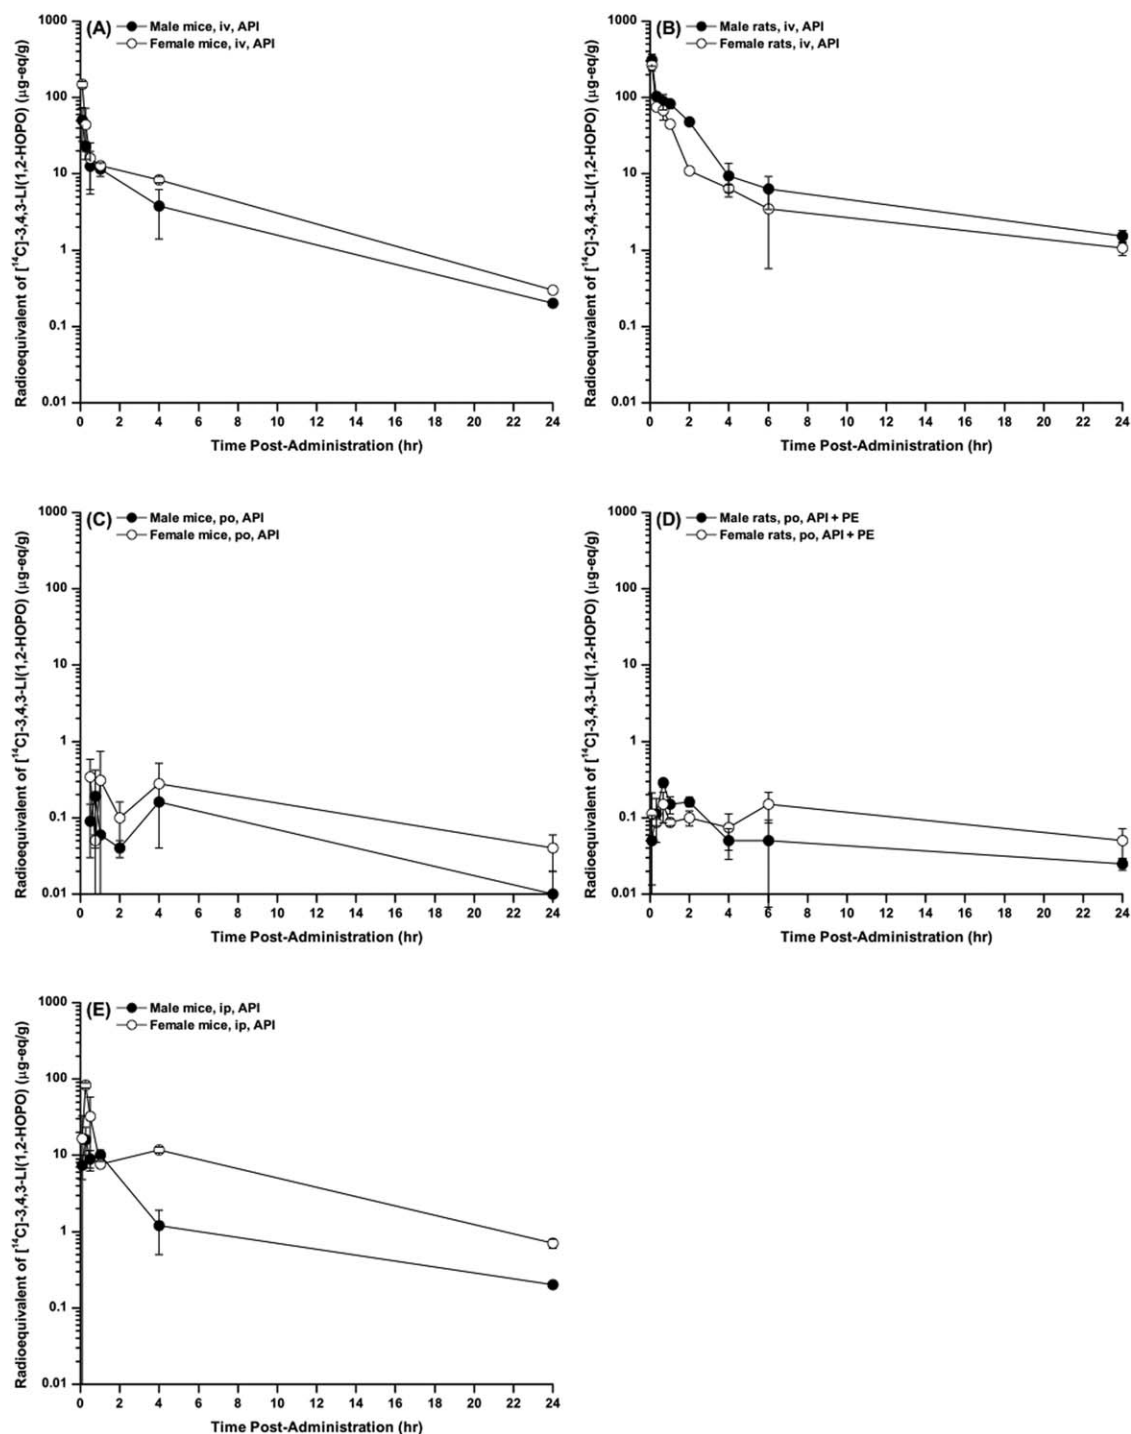 (A) Male mice, iv, API
Female mice, iv, API
Radioequivalent of [¹⁴C]-3,4,3-LI(1,2-HOPO) (µg-eq/g)
1000
100
10
1
0.1
0.01
0 2 4 6 8 10 12 14 16 18 20 22 24
Time Post-Administration (hr)
(B) Male rats, iv, API
Female rats, iv, API
Radioequivalent of [¹⁴C]-3,4,3-LI(1,2-HOPO) (µg-eq/g)
1000
100
10
1
0.1
0.01
0 2 4 6 8 10 12 14 16 18 20 22 24
Time Post-Administration (hr)
(C) Male mice, po, API
Female mice, po, API
Radioequivalent of [¹⁴C]-3,4,3-LI(1,2-HOPO) (µg-eq/g)
1000
100
10
1
0.1
0.01
0 2 4 6 8 10 12 14 16 18 20 22 24
Time Post-Administration (hr)
(D) Male rats, po, API + PE
Female rats, po, API + PE
Radioequivalent of [¹⁴C]-3,4,3-LI(1,2-HOPO) (µg-eq/g)
1000
100
10
1
0.1
0.01
0 2 4 6 8 10 12 14 16 18 20 22 24
Time Post-Administration (hr)
(E) Male mice, ip, API
Female mice, ip, API
Radioequivalent of [¹⁴C]-3,4,3-LI(1,2-HOPO) (µg-eq/g)
1000
100
10
1
0.1
0.01
0 2 4 6 8 10 12 14 16 18 20 22 24
Time Post-Administration (hr)